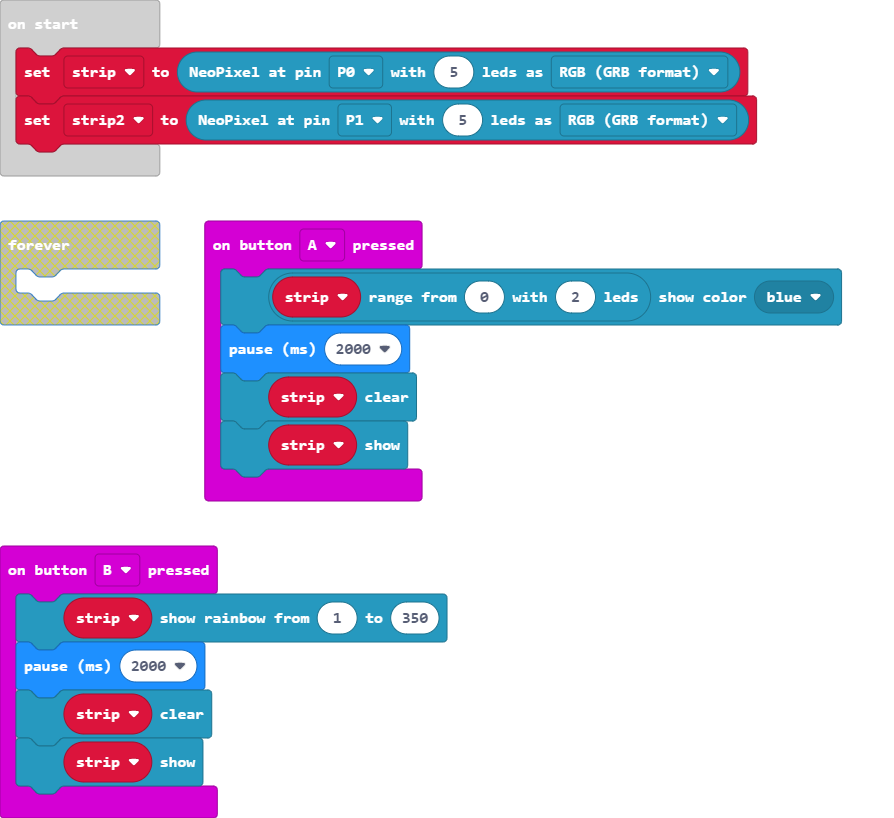 on start
set strip to NeoPixel at pin P0 with 5 leds as RGB (GRB format)
set strip2 to NeoPixel at pin P1 with 5 leds as RGB (GRB format)
forever
on button A pressed
strip range from 0 with 2 leds show color blue
pause (ms) 2000
strip clear
strip show
on button B pressed
strip show rainbow from 1 to 350
pause (ms) 2000
strip clear
strip show